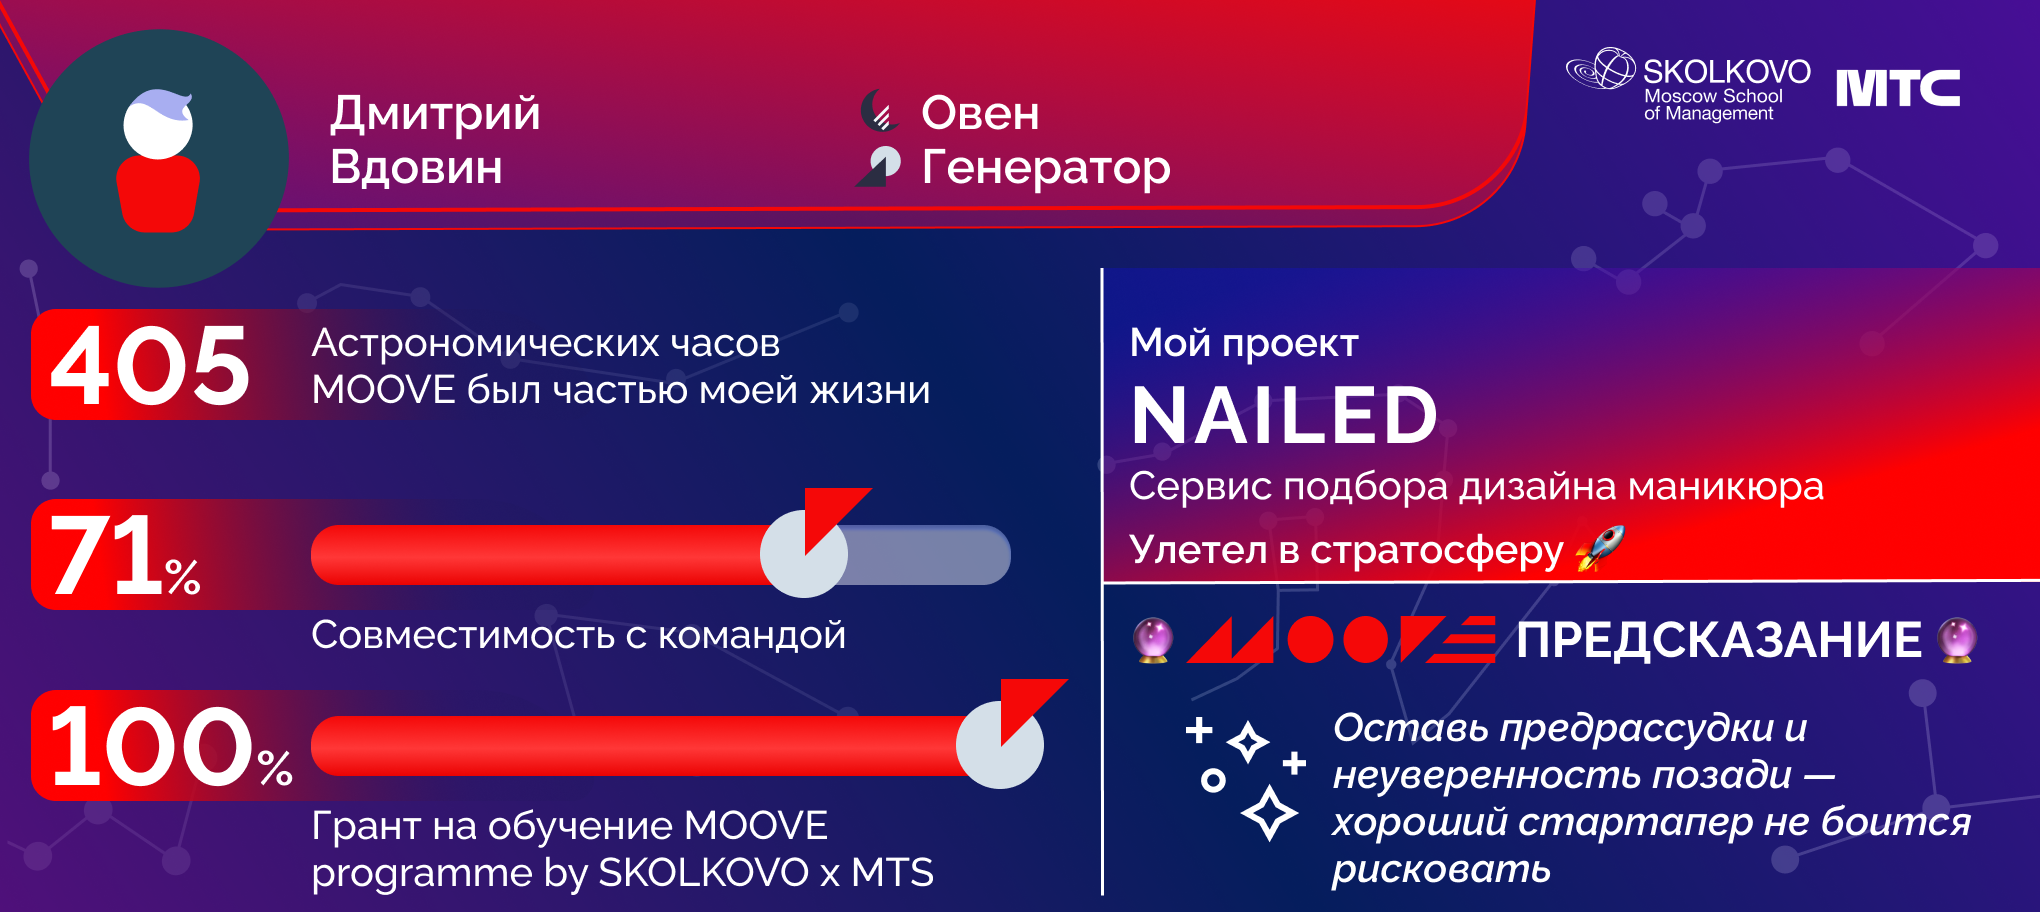 Дмитрий
Вдовин
Овен
Генератор
SKOLKOVO
Moscow School
of Management
МТС
405
Астрономических часов
MOOVE был частью моей жизни
71%
Совместимость с командой
100%
Грант на обучение MOOVE
programme by SKOLKOVO x MTS
Мой проект
NAILED
Сервис подбора дизайна маникюра
Улетел в стратосферу 🚀
🔮 MOOVE ПРЕДСКАЗАНИЕ 🔮
Оставь предрассудки и
неуверенность позади —
хороший стартапер не боится
рисковать